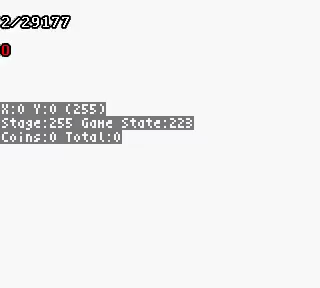 2/29177
0
X:0 Y:0 (255)
Stage:255 Game State:223
Coins:0 Total:0